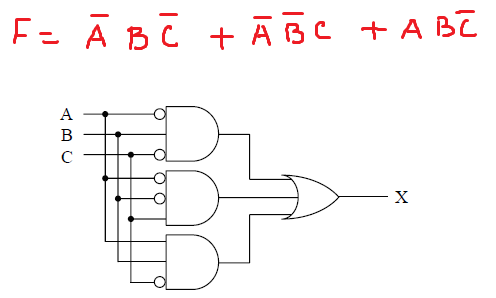 F = A̅ B C̅ + A̅ B̅ C + A B C̅
A
B
C
X